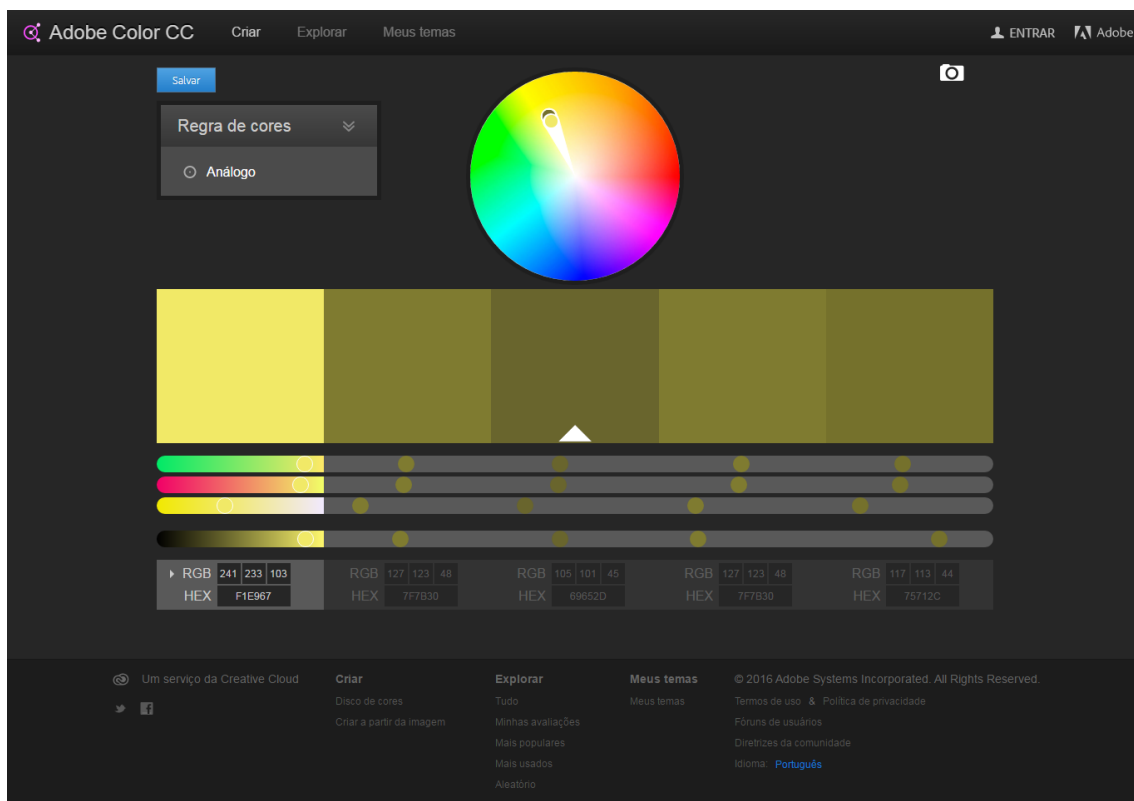 Adobe Color CC Criar Explorar Meus temas ENTRAR Adobe
Salvar
Regra de cores
Análogo
RGB 241 233 103 RGB 127 123 48 RGB 105 101 45 RGB 127 123 48 RGB 117 113 44
HEX F1E967 HEX 7F7B30 HEX 69652D HEX 7F7B30 HEX 75712C
Um serviço da Creative Cloud
Criar
Disco de cores
Criar a partir da imagem
Explorar
Tudo
Minhas avaliações
Mais populares
Mais usados
Aleatório
Meus temas
Meus temas
© 2016 Adobe Systems Incorporated. All Rights Reserved.
Termos de uso & Política de privacidade
Fóruns de usuários
Diretrizes da comunidade
Idioma: Português